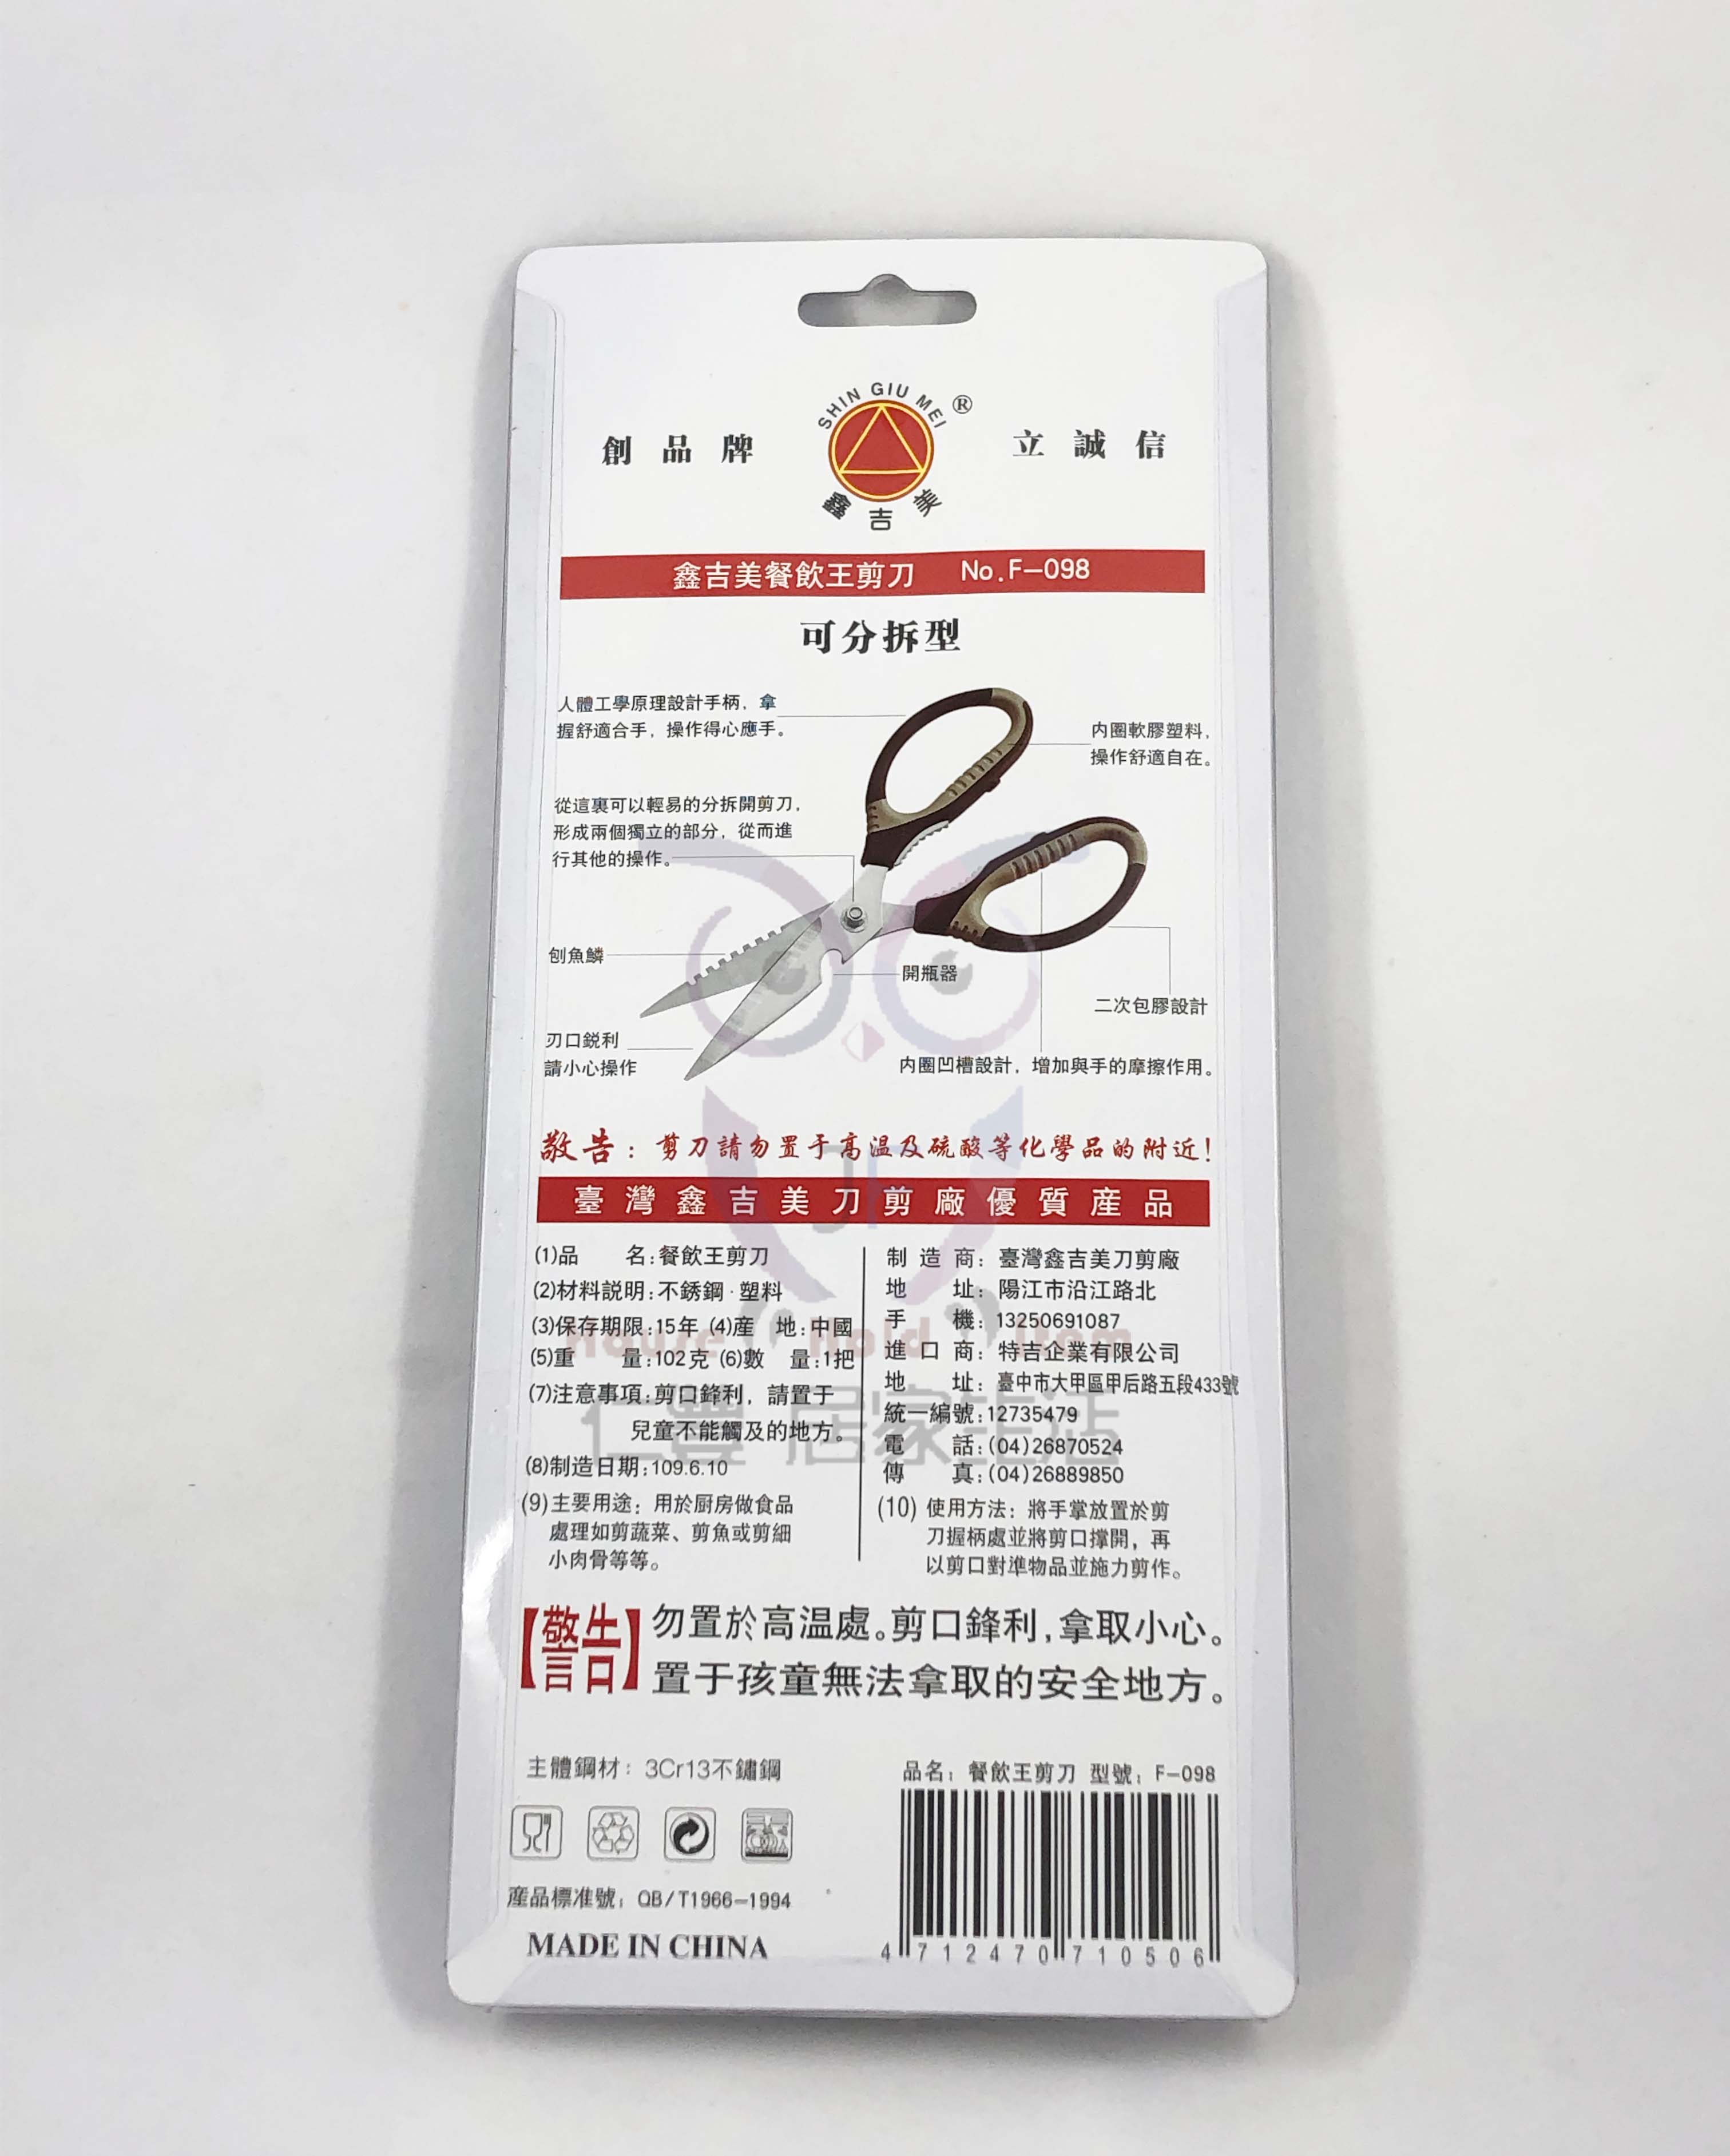 SHIN GIU MEI ®
創品牌
立誠信
鑫吉美
鑫吉美餐飲王剪刀 No.F-098
可分拆型
人體工學原理設計手柄，拿
握舒適合手，操作得心應手。
内圈軟膠塑料，
操作舒適自在。
從這裏可以輕易的分拆開剪刀，
形成兩個獨立的部分，從而進
行其他的操作。
刨魚鱗
開瓶器
二次包膠設計
刃口鋭利
請小心操作
内圈凹槽設計，增加與手的摩擦作用。
敬告：剪刀請勿置于高温及硫酸等化學品的附近！
臺灣鑫吉美刀剪廠優質産品
(1)品 名:餐飲王剪刀
(2)材料説明:不銹鋼·塑料
(3)保存期限:15年 (4)産 地:中國
(5)重 量:102克 (6)數 量:1把
(7)注意事項:剪口鋒利，請置于
兒童不能觸及的地方。
(8)制造日期:109.6.10
(9)主要用途：用於厨房做食品
處理如剪蔬菜、剪魚或剪細
小肉骨等等。
制造商：臺灣鑫吉美刀剪廠
地 址：陽江市沿江路北
手 機：13250691087
進口商：特吉企業有限公司
地 址：臺中市大甲區甲后路五段433號
統一編號:12735479
電 話:(04)26870524
傳 真:(04)26889850
(10) 使用方法：將手掌放置於剪
刀握柄處並將剪口撐開，再
以剪口對準物品並施力剪作。
House Hold Item
仁豐 居家生活
【警告】勿置於高温處。剪口鋒利,拿取小心。
置于孩童無法拿取的安全地方。
主體鋼材：3Cr13不鏽鋼
産品標准號：QB/T1966-1994
MADE IN CHINA
品名：餐飲王剪刀 型號：F-098
4 712470 710506